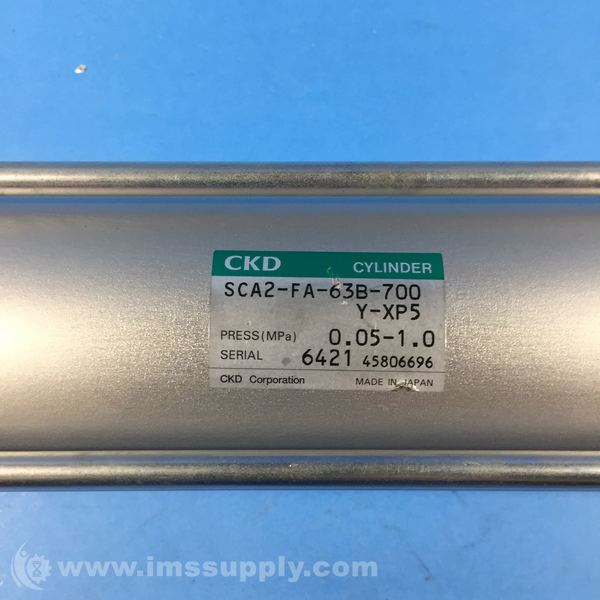 CKD CYLINDER
SCA2-FA-63B-700
Y-XP5
PRESS(MPa) 0.05-1.0
SERIAL 6421 45806696
CKD Corporation MADE IN JAPAN
www.imssupply.com